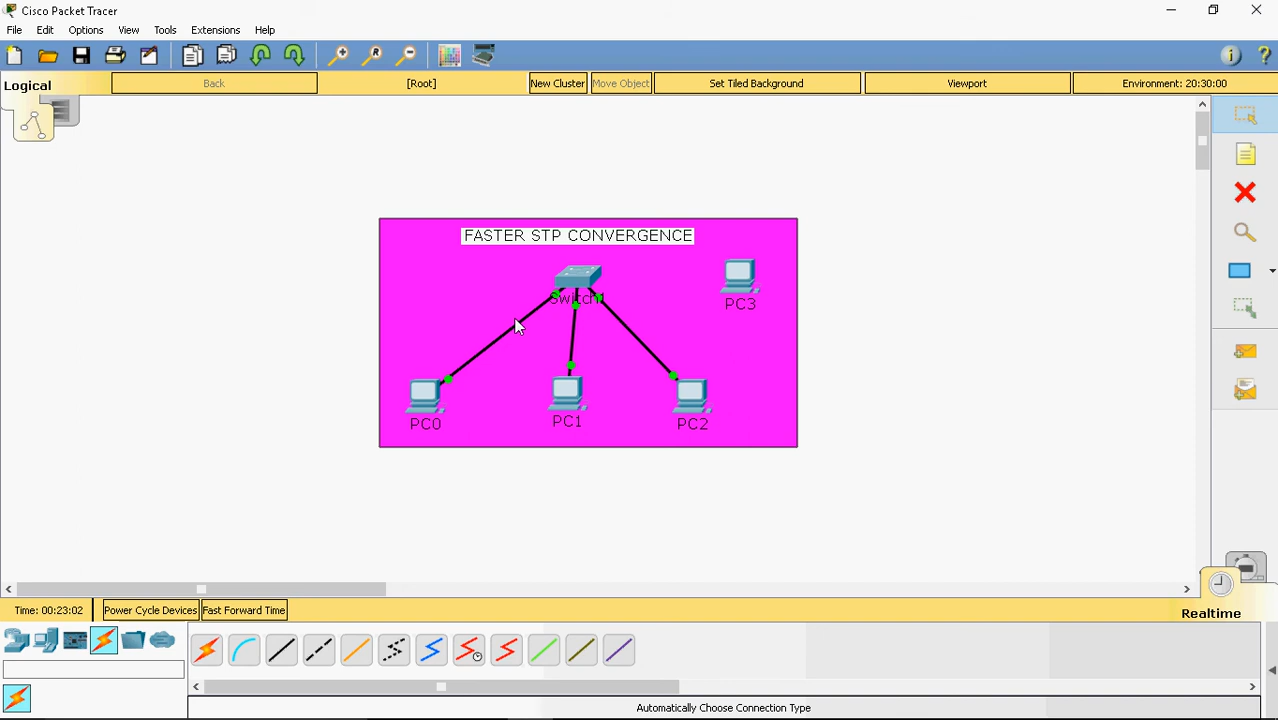 Cisco Packet Tracer
File Edit Options View Tools Extensions Help
Logical
Back
[Root]
New Cluster
Move Object
Set Tiled Background
Viewport
Environment: 20:30:00
FASTER STP CONVERGENCE
Switch1
PC3
PC0
PC1
PC2
Time: 00:23:02
Power Cycle Devices
Fast Forward Time
Realtime
Automatically Choose Connection Type